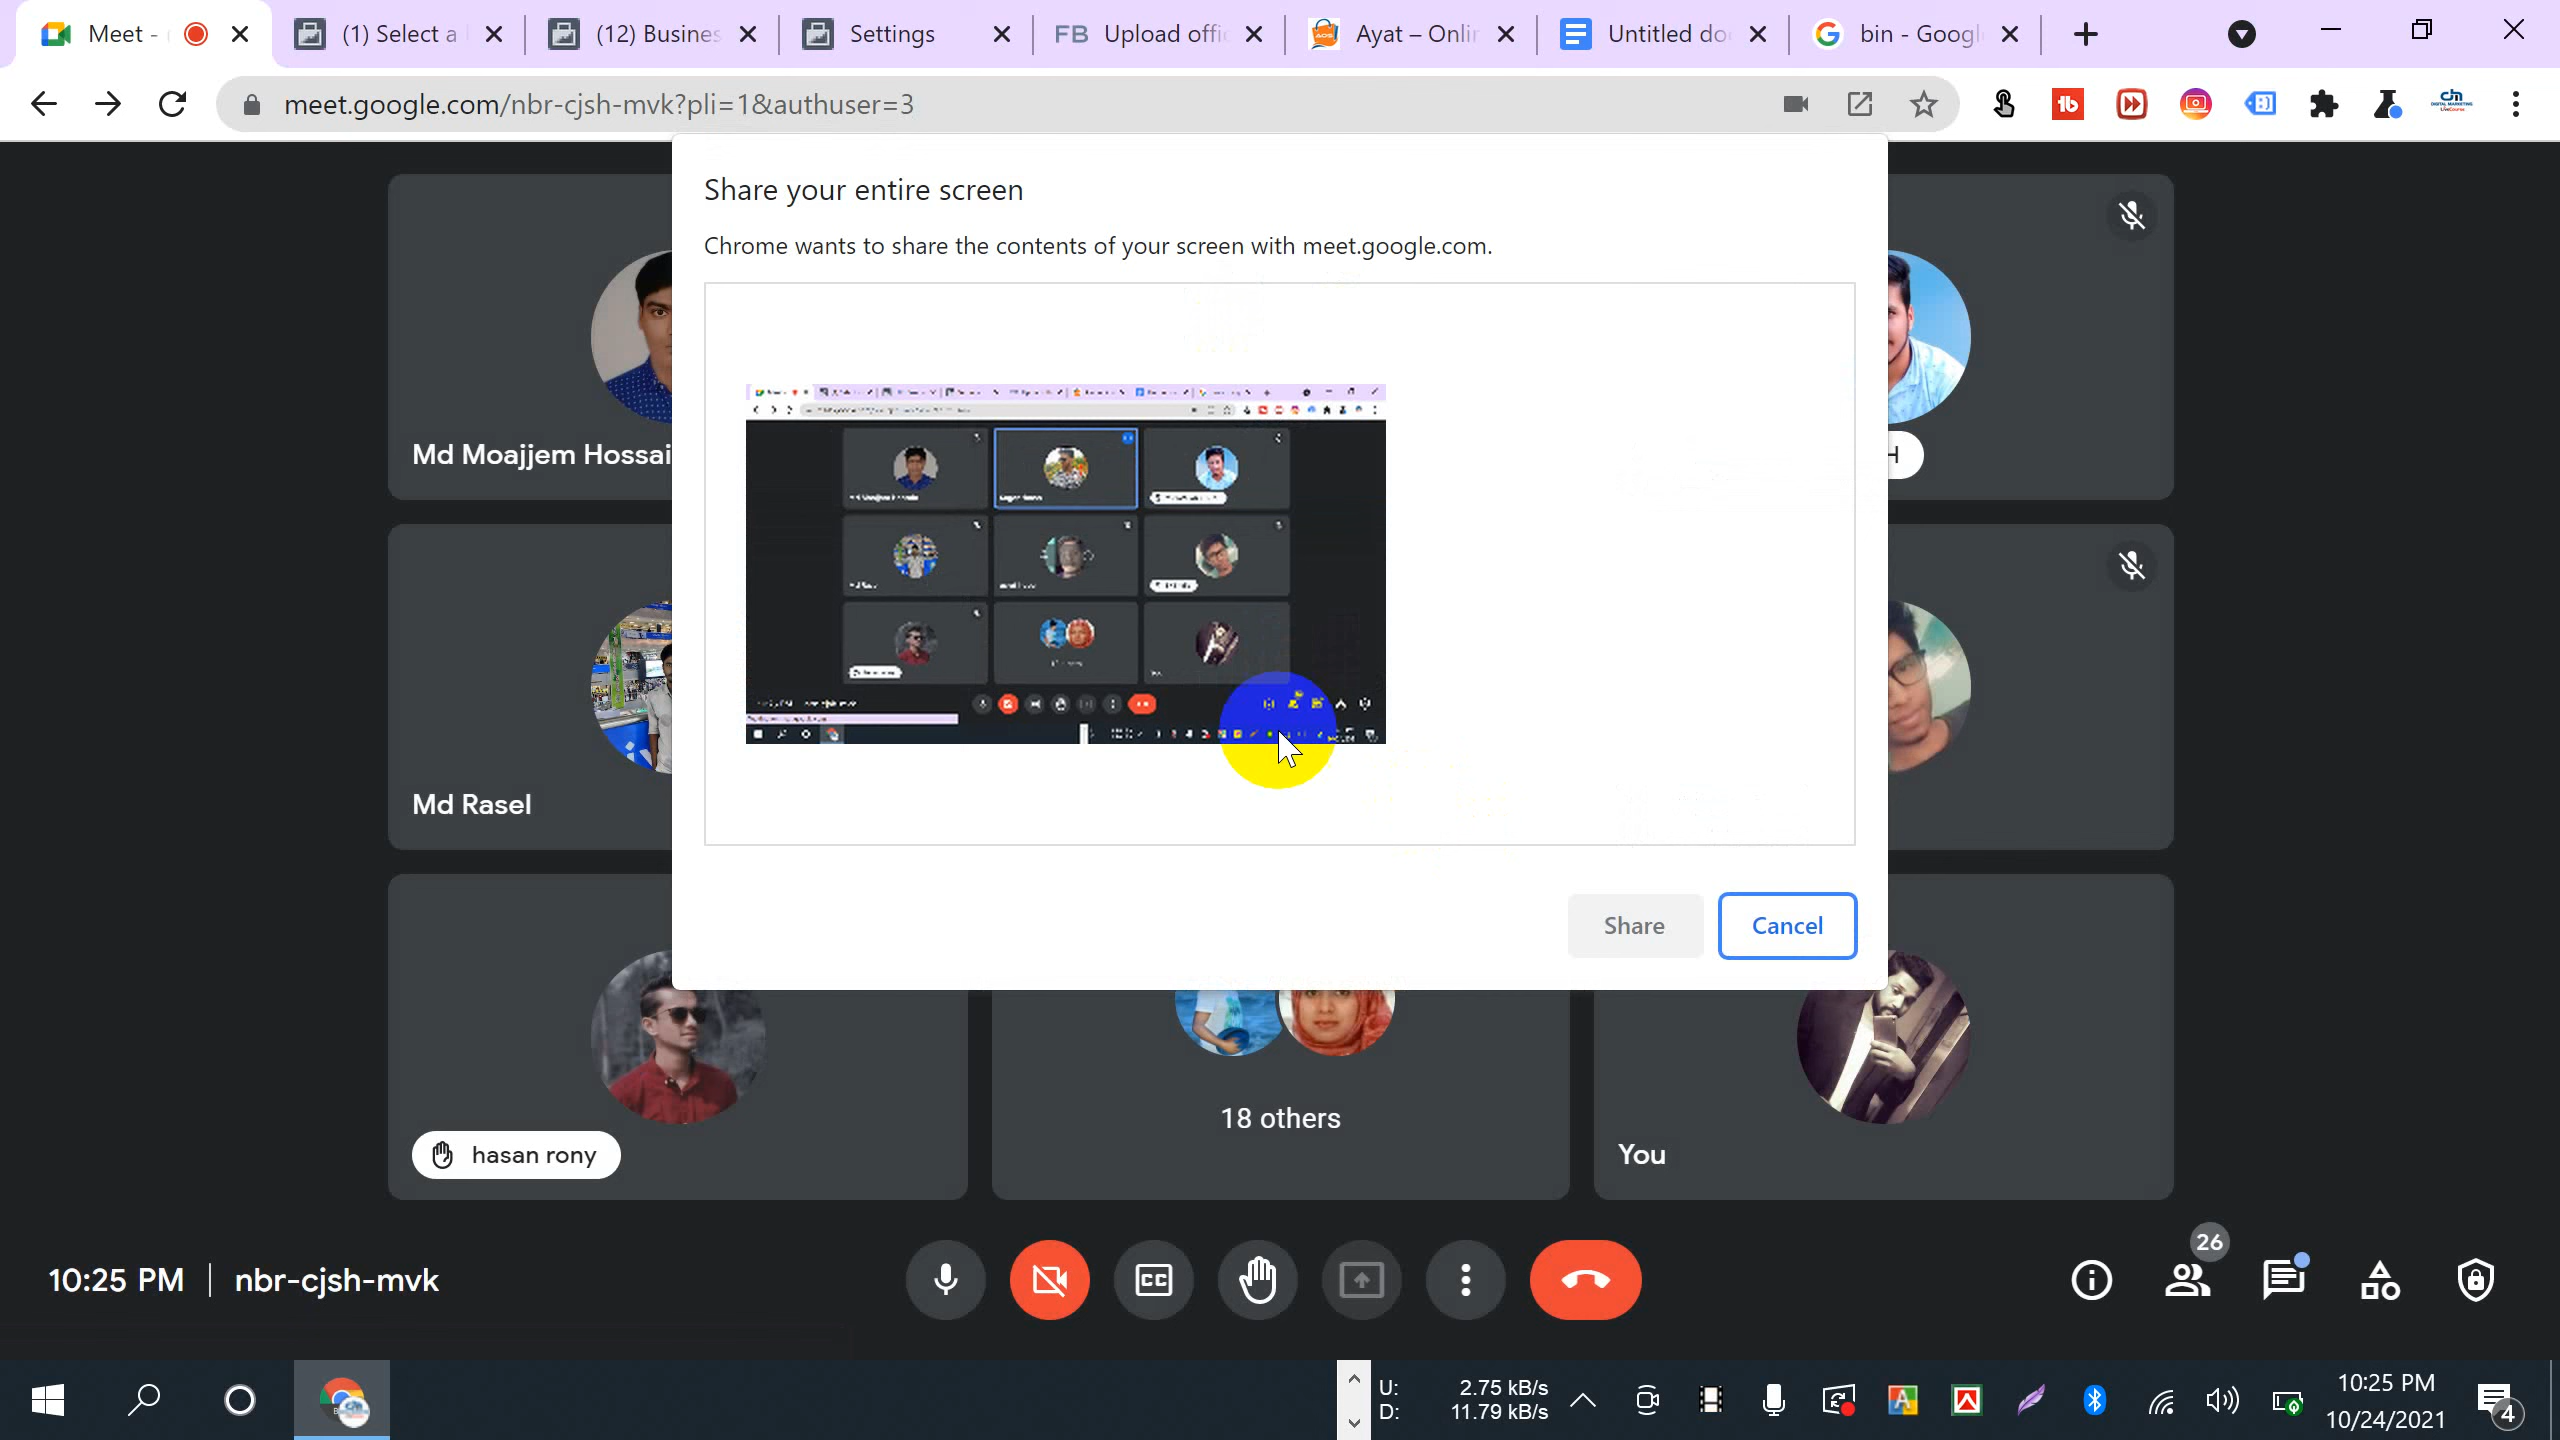 Meet -
(1) Select a
(12) Busines
Settings
FB Upload offi
Ayat – Onlin
Untitled do
bin - Googl
meet.google.com/nbr-cjsh-mvk?pli=1&authuser=3
Share your entire screen
Chrome wants to share the contents of your screen with meet.google.com.
Md Moajjem Hossai
H
Md Rasel
Share
Cancel
hasan rony
18 others
You
10:25 PM | nbr-cjsh-mvk
CC
26
U: 2.75 kB/s
D: 11.79 kB/s
10:25 PM
10/24/2021
4